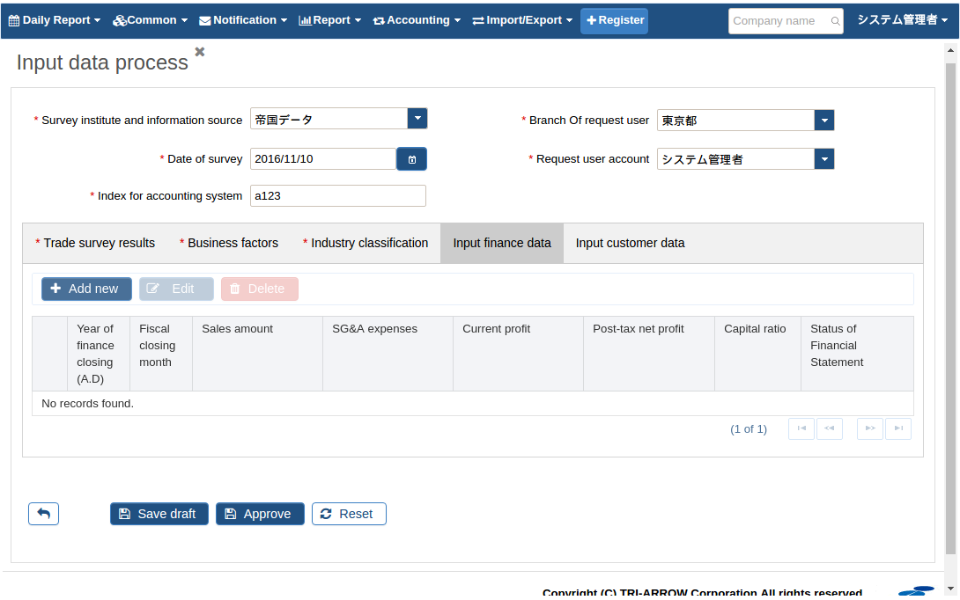 Daily Report Common Notification Report Accounting Import/Export Register Company name システム管理者
Input data process
* Survey institute and information source 帝国データ * Branch Of request user 東京都
* Date of survey 2016/11/10 * Request user account システム管理者
* Index for accounting system a123
* Trade survey results * Business factors * Industry classification Input finance data Input customer data
Add new Edit Delete
Year of finance closing (A.D) Fiscal closing month Sales amount SG&A expenses Current profit Post-tax net profit Capital ratio Status of Financial Statement
No records found.
(1 of 1)
Save draft Approve Reset
Copyright (C) TRI-ARROW Corporation All rights reserved